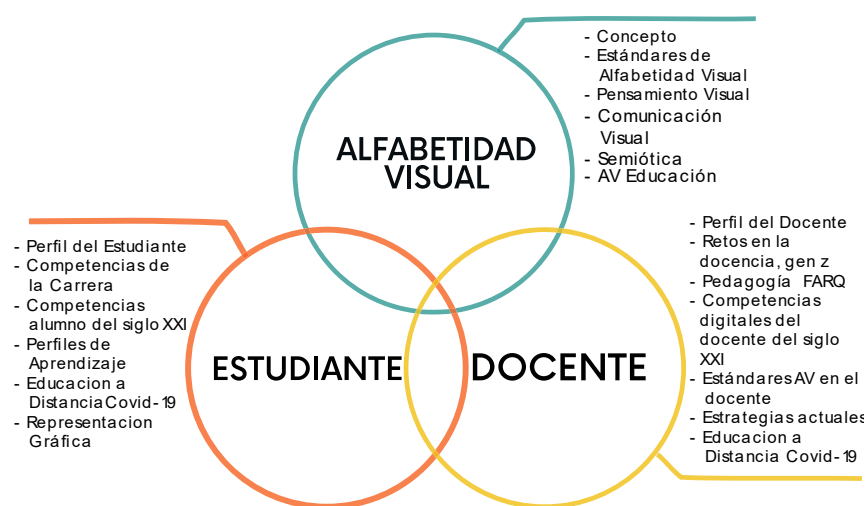 - Concepto
- Estándares de
Alfabetidad Visual
- Pensamiento Visual
- Comunicación
Visual
- Semiótica
- AV Educación
ALFABETIDAD
VISUAL
- Perfil del Estudiante
- Competencias de
la Carrera
- Competencias
alumno del siglo XXI
- Perfiles de
Aprendizaje
- Educacion a
Distancia Covid-19
- Representacion
Gráfica
ESTUDIANTE
DOCENTE
- Perfil del Docente
- Retos en la
docencia, gen z
- Pedagogía FARQ
- Competencias
digitales del
docente del siglo
XXI
- Estándares AV en el
docente
- Estrategias actuales
- Educacion a
Distancia Covid-19